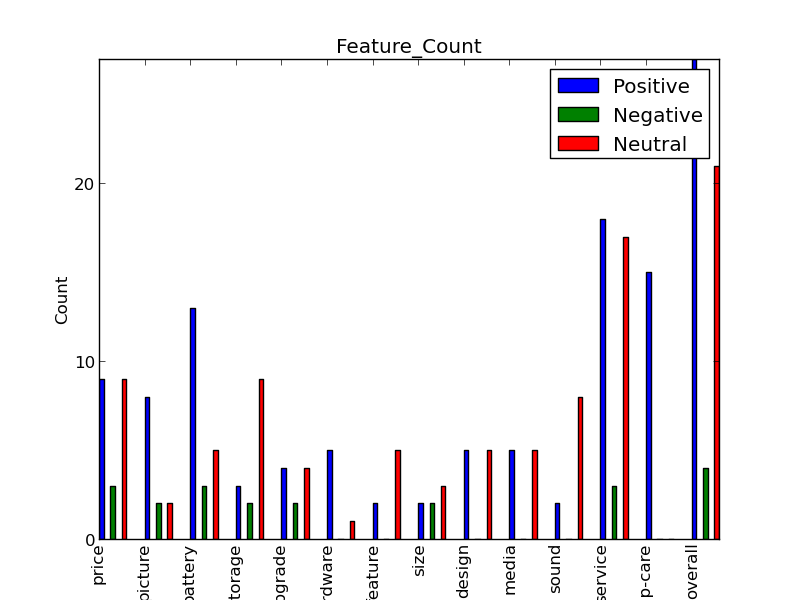 Feature_Count
Positive
Negative
Neutral
20
10
0
Count
price
picture
battery
torage
pgrade
rdware
feature
size
design
media
sound
service
p-care
overall